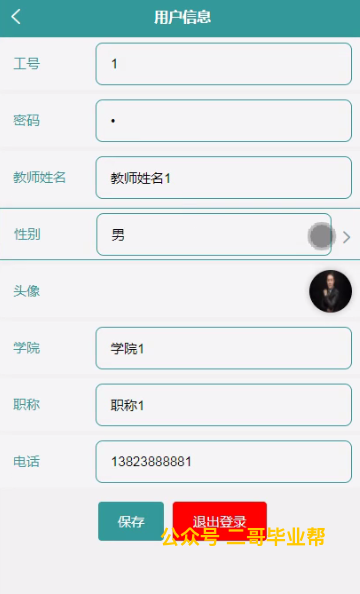 用户信息
工号 1
密码 •
教师姓名 教师姓名1
性别 男
头像
学院 学院1
职称 职称1
电话 13823888881
保存 退出登录
公众号 二哥毕业帮